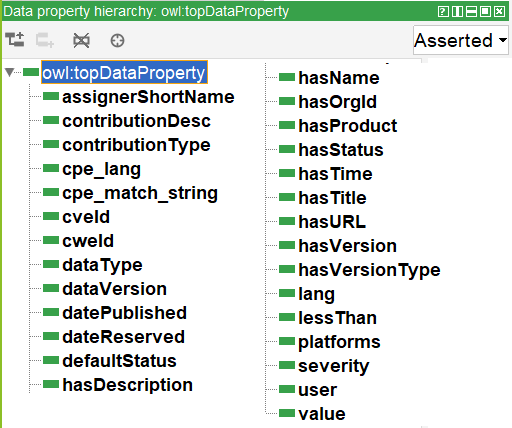 Data property hierarchy: owl:topDataProperty
Asserted
owl:topDataProperty
assignerShortName
contributionDesc
contributionType
cpe_lang
cpe_match_string
cveId
cweId
dataType
dataVersion
datePublished
dateReserved
defaultStatus
hasDescription
hasName
hasOrgId
hasProduct
hasStatus
hasTime
hasTitle
hasURL
hasVersion
hasVersionType
lang
lessThan
platforms
severity
user
value